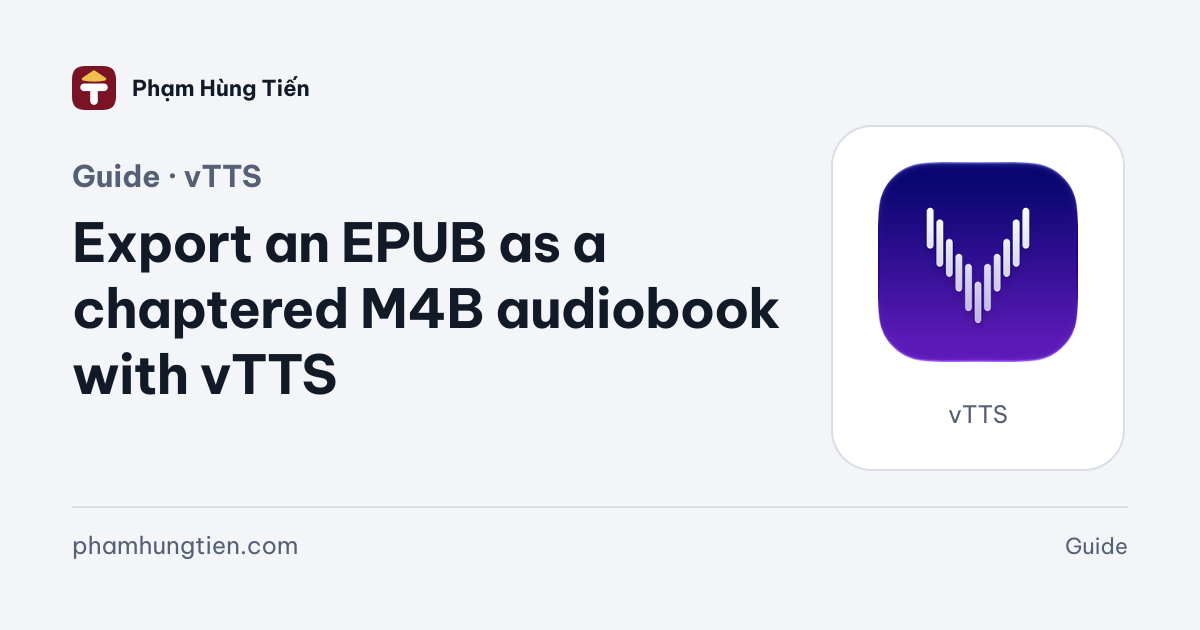 Phạm Hùng Tiến
Guide · vTTS
Export an EPUB as a
chaptered M4B audiobook
with vTTS
vTTS
phamhungtien.com
Guide